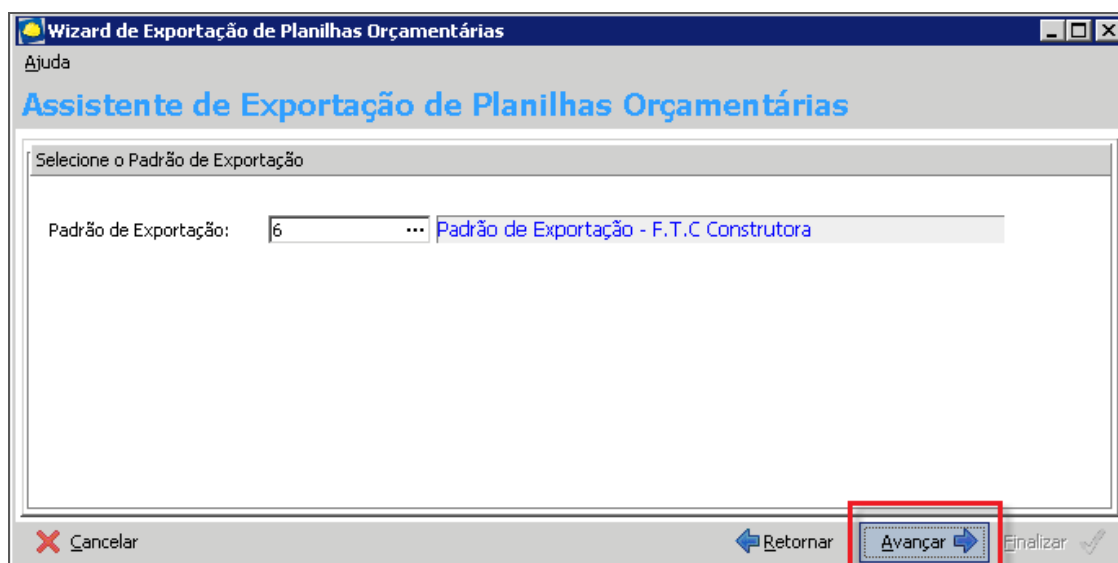 Wizard de Exportação de Planilhas Orçamentárias
Ajuda
Assistente de Exportação de Planilhas Orçamentárias
Selecione o Padrão de Exportação
Padrão de Exportação: 6 ... Padrão de Exportação - F.T.C Construtora
Cancelar Retornar Avançar Finalizar